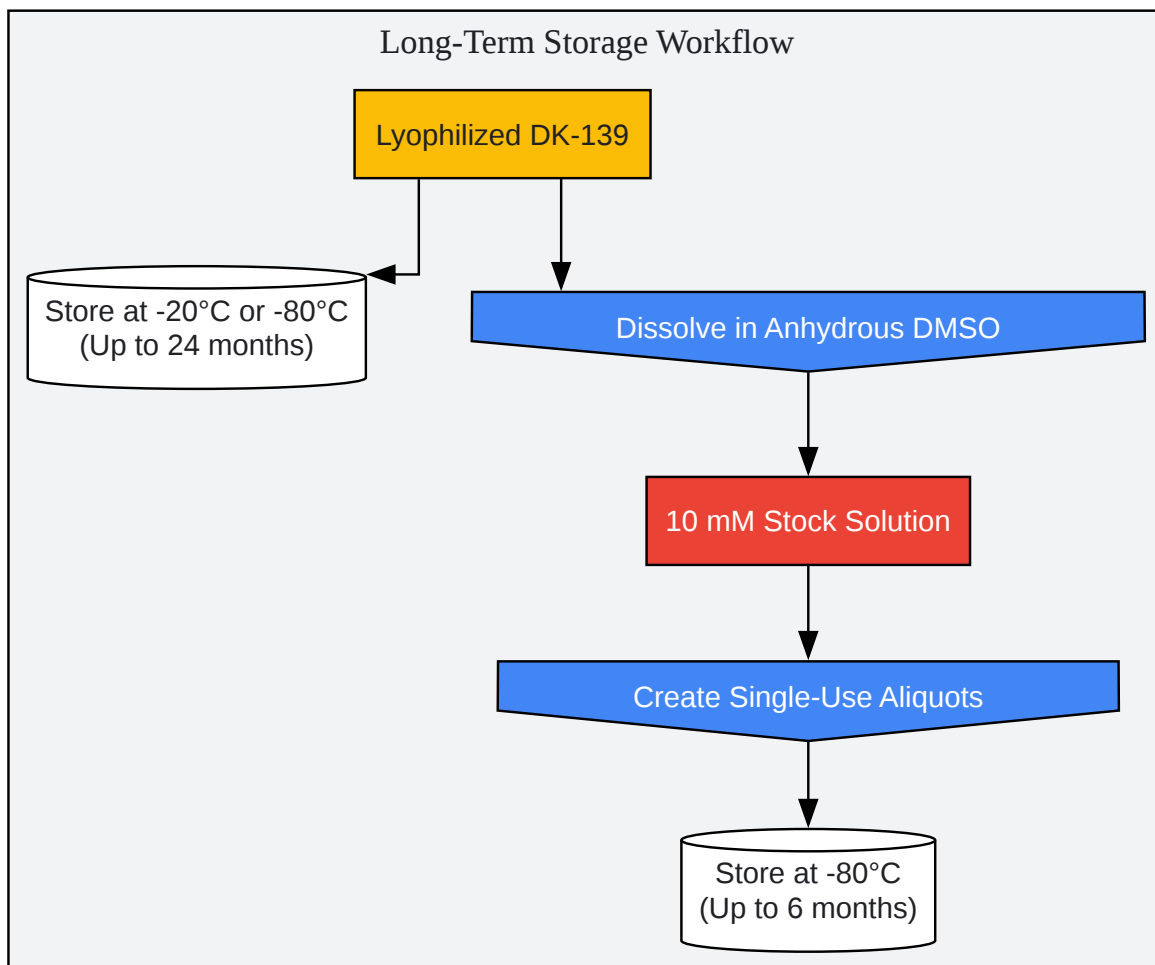 Long-Term Storage Workflow
Lyophilized DK-139
Store at -20°C or -80°C
(Up to 24 months)
Dissolve in Anhydrous DMSO
10 mM Stock Solution
Create Single-Use Aliquots
Store at -80°C
(Up to 6 months)